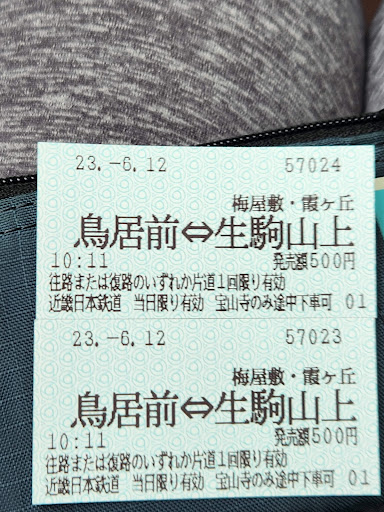 23.-6.12 57024
梅屋敷・霞ヶ丘
鳥居前⇔生駒山上
10:11 発売額500円
往路または復路のいずれか片道1回限り有効
近畿日本鉄道 当日限り有効 宝山寺のみ途中下車可 01
23.-6.12 57023
梅屋敷・霞ヶ丘
鳥居前⇔生駒山上
10:11 発売額500円
往路または復路のいずれか片道1回限り有効
近畿日本鉄道 当日限り有効 宝山寺のみ途中下車可 01